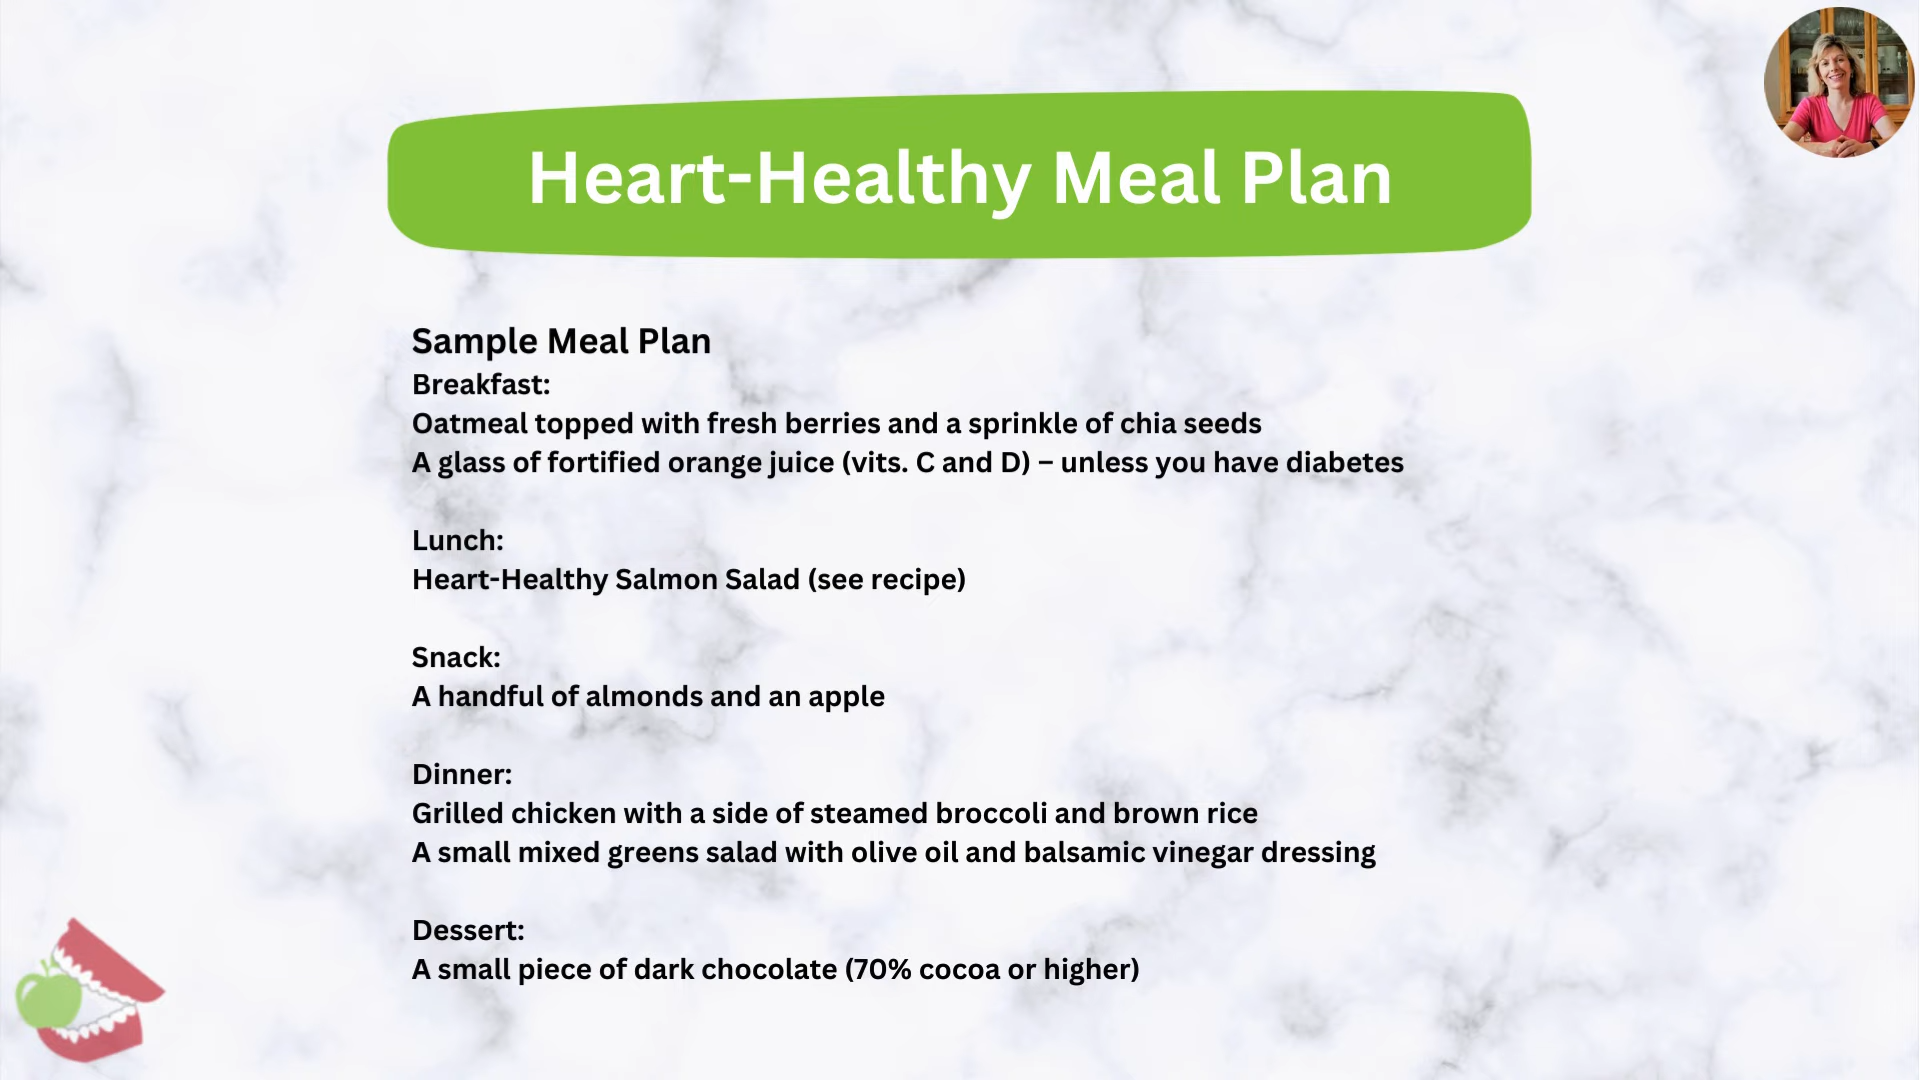 Heart-Healthy Meal Plan
Sample Meal Plan
Breakfast:
Oatmeal topped with fresh berries and a sprinkle of chia seeds
A glass of fortified orange juice (vits. C and D) – unless you have diabetes
Lunch:
Heart-Healthy Salmon Salad (see recipe)
Snack:
A handful of almonds and an apple
Dinner:
Grilled chicken with a side of steamed broccoli and brown rice
A small mixed greens salad with olive oil and balsamic vinegar dressing
Dessert:
A small piece of dark chocolate (70% cocoa or higher)